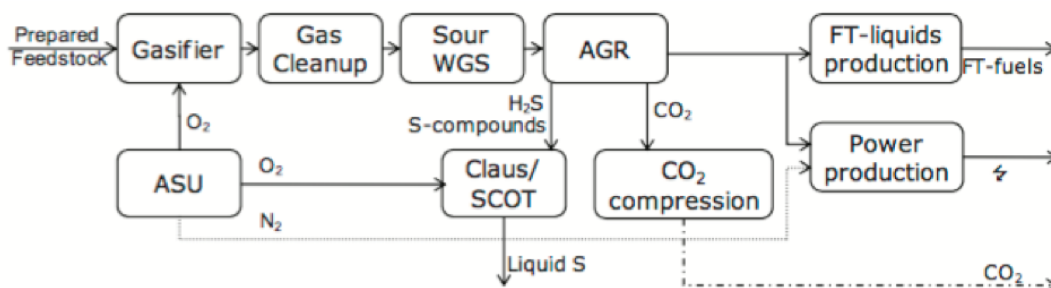 Prepared
Feedstock
Gasifier
Gas
Cleanup
Sour
WGS
AGR
FT-liquids
production
FT-fuels
O₂
H₂S
S-compounds
CO₂
ASU
O₂
N₂
Claus/
SCOT
CO₂
compression
Power
production
Liquid S
CO₂